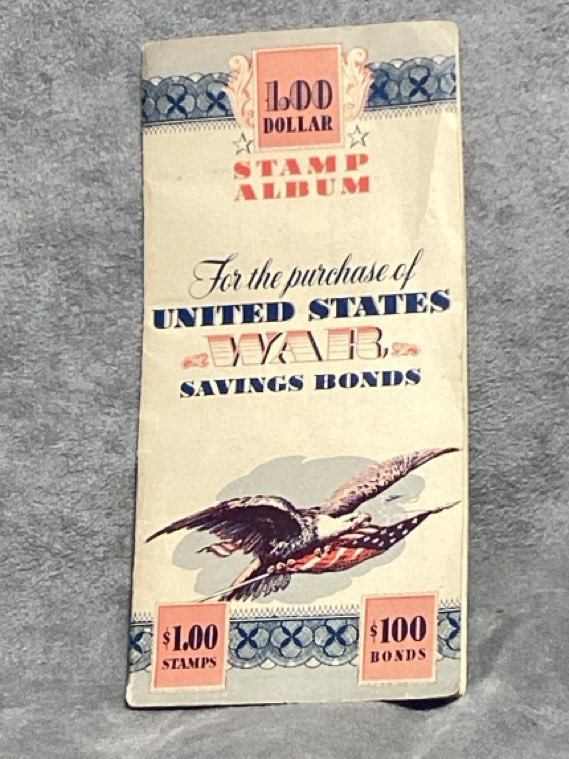 1.00
DOLLAR
STAMP
ALBUM
For the purchase of
UNITED STATES
WAR
SAVINGS BONDS
$1.00
STAMPS
$100
BONDS